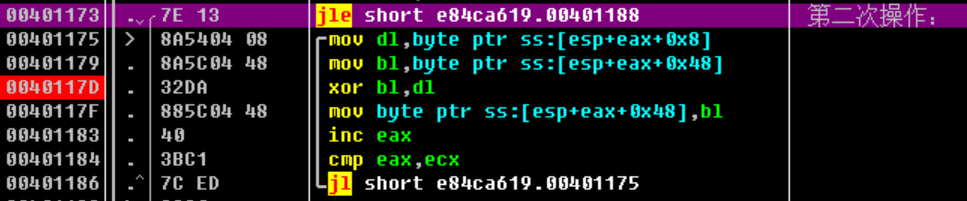 00401173 .﹀ 7E 13 jle short e84ca619.00401188 第二次操作:
00401175 > 8A5404 08 mov dl,byte ptr ss:[esp+eax+0x8]
00401179 . 8A5C04 48 mov bl,byte ptr ss:[esp+eax+0x48]
0040117D . 32DA xor bl,dl
0040117F . 885C04 48 mov byte ptr ss:[esp+eax+0x48],bl
00401183 . 40 inc eax
00401184 . 3BC1 cmp eax,ecx
00401186 .^ 7C ED jl short e84ca619.00401175